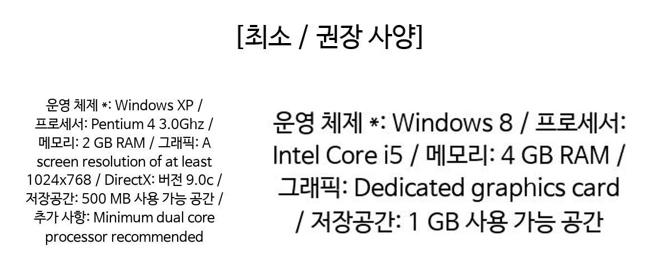 [최소 / 권장 사양]
운영 체제 *: Windows XP /
프로세서: Pentium 4 3.0Ghz /
메모리: 2 GB RAM / 그래픽: A
screen resolution of at least
1024x768 / DirectX: 버전 9.0c /
저장공간: 500 MB 사용 가능 공간 /
추가 사항: Minimum dual core
processor recommended
운영 체제 *: Windows 8 / 프로세서:
Intel Core i5 / 메모리: 4 GB RAM /
그래픽: Dedicated graphics card
/ 저장공간: 1 GB 사용 가능 공간